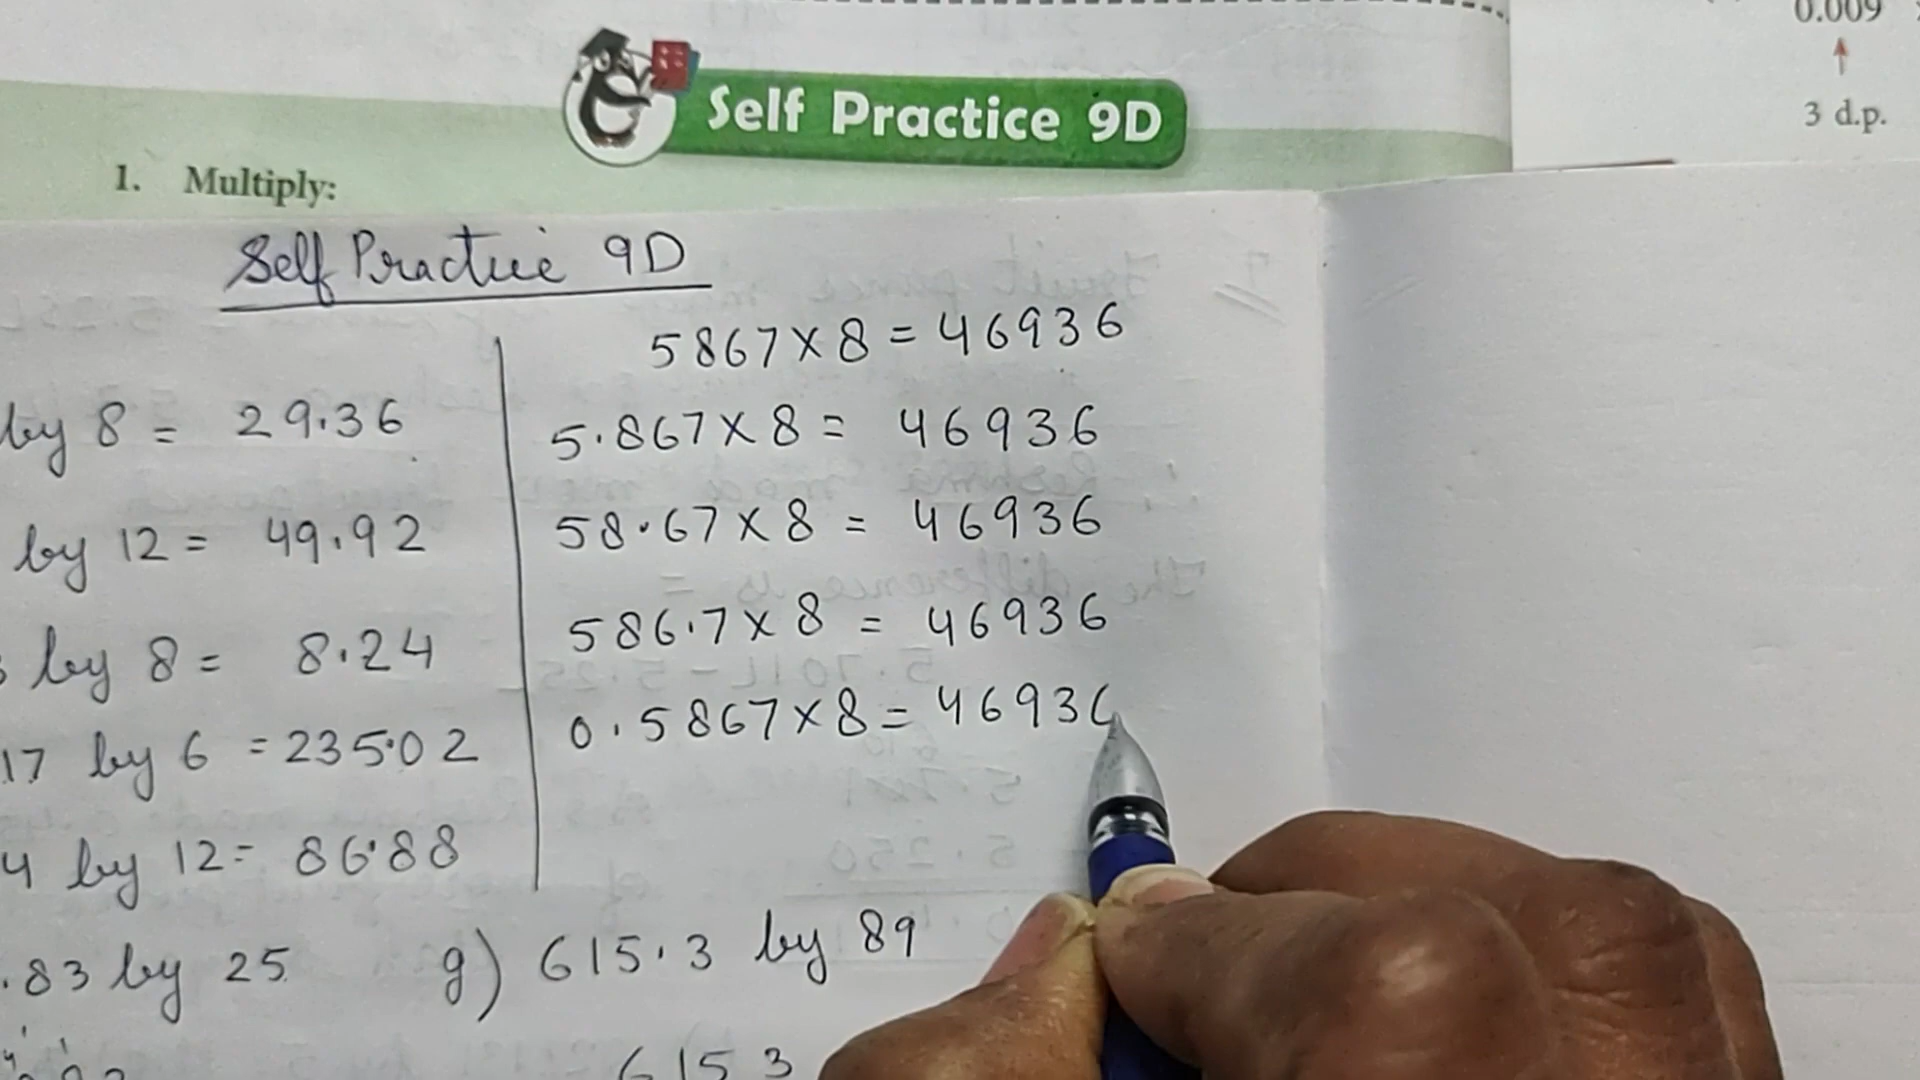 0.009
3 d.p.
Self Practice 9D
1. Multiply:
Self Practice 9D
5867 × 8 = 46936
by 8 = 29.36
5.867 × 8 = 46936
58.67 × 8 = 46936
by 12 = 49.92
586.7 × 8 = 46936
by 8 = 8.24
0.5867 × 8 = 46936
17 by 6 = 235.02
4 by 12 = 86.88
.83 by 25
g) 615.3 by 89
615 3